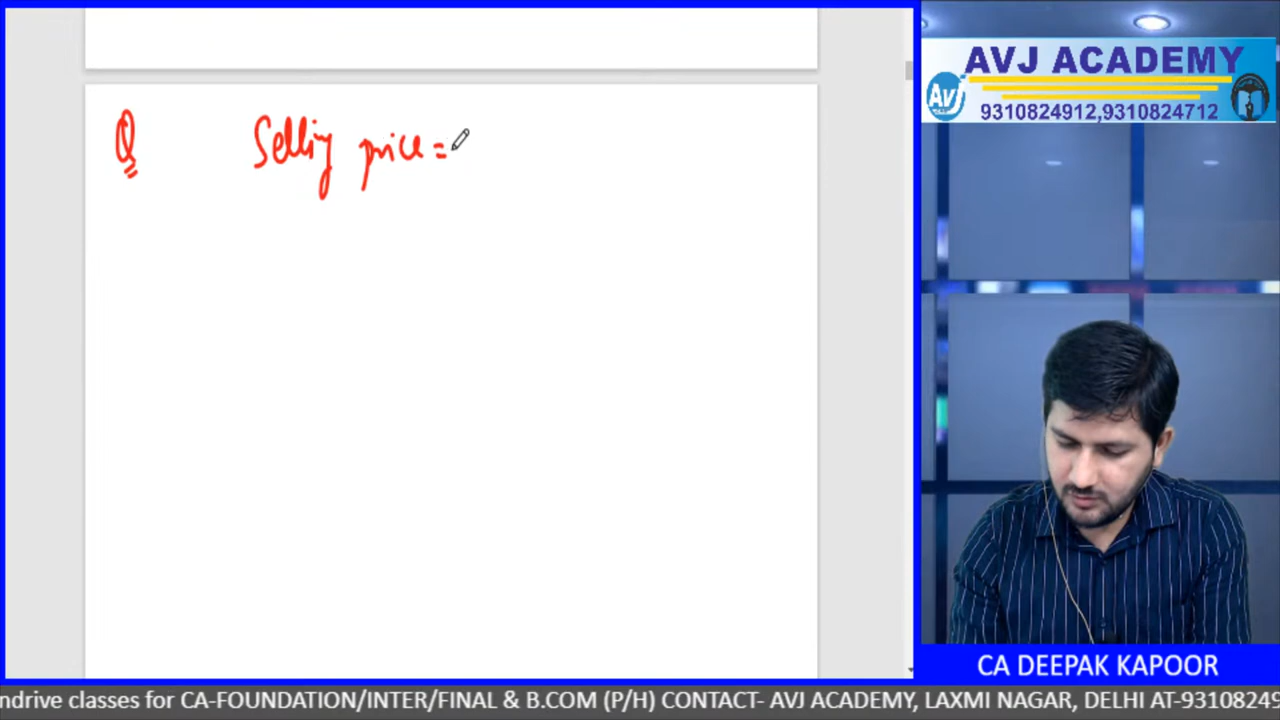 Q Selling price =
AVJ ACADEMY
AV
9310824912,9310824712
CA DEEPAK KAPOOR
ndrive classes for CA-FOUNDATION/INTER/FINAL & B.COM (P/H) CONTACT- AVJ ACADEMY, LAXMI NAGAR, DELHI AT-93108249